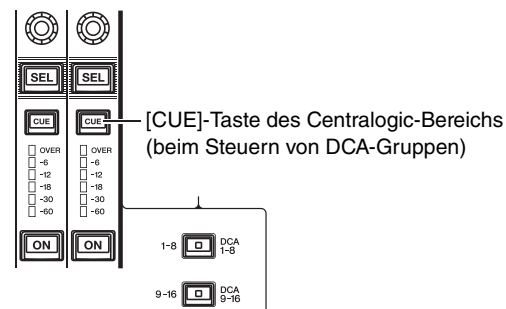 SEL SEL
CUE CUE
[CUE]-Taste des Centralogic-Bereichs
(beim Steuern von DCA-Gruppen)
OVER OVER
-6 -6
-12 -12
-18 -18
-30 -30
-60 -60
ON ON
1-8 DCA 1-8
9-16 DCA 9-16